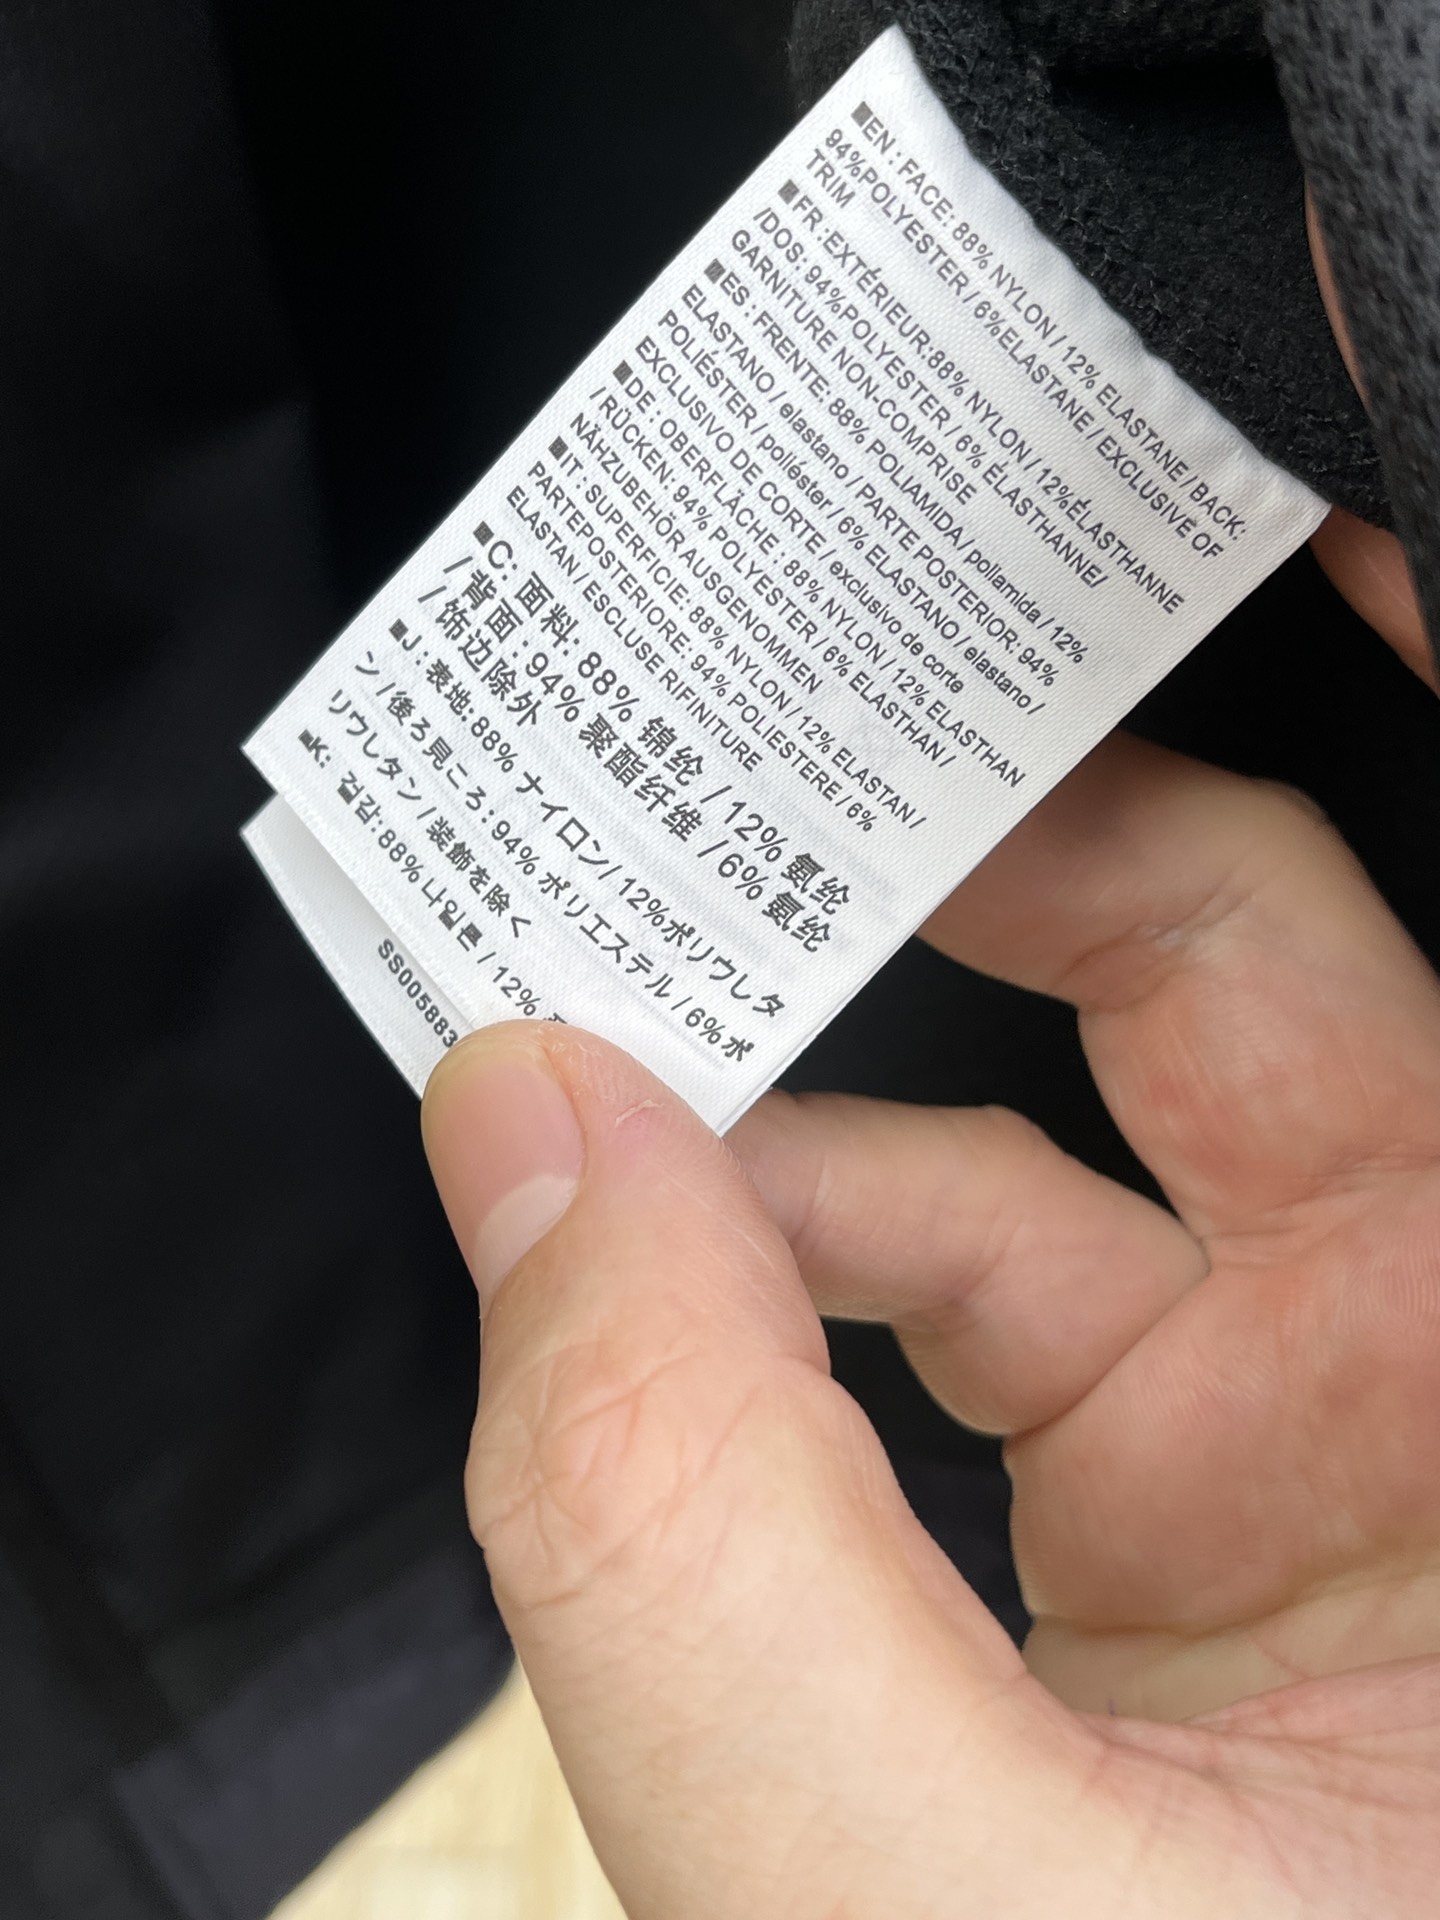 ■EN : FACE: 88% NYLON / 12% ELASTANE / BACK:
94%POLYESTER / 6%ELASTANE / EXCLUSIVE OF
TRIM
■FR :EXTÉRIEUR:88% NYLON / 12%ÉLASTHANNE
/DOS: 94%POLYESTER / 6% ÉLASTHANNE/
GARNITURE NON-COMPRISE
■ES : FRENTE: 88% POLIAMIDA/ poliamida / 12%
ELASTANO / elastano / PARTE POSTERIOR: 94%
POLIÉSTER / poliéster / 6% ELASTANO / elastano /
EXCLUSIVO DE CORTE / exclusivo de corte
■DE : OBERFLÄCHE : 88% NYLON / 12% ELASTHAN
/ RÜCKEN: 94% POLYESTER / 6% ELASTHAN /
NÄHZUBEHÖR AUSGENOMMEN
■IT : SUPERFICIE: 88% NYLON / 12% ELASTAN /
PARTEPOSTERIORE: 94% POLIESTERE / 6%
ELASTAN / ESCLUSE RIFINITURE
■C: 面料: 88% 锦纶 / 12% 氨纶
/ 背面 : 94% 聚酯纤维 / 6% 氨纶
/ 饰边除外
■J : 表地: 88% ナイロン/ 12%ポリウレタ
ン / 後ろ見ころ : 94% ポリエステル / 6%ポ
リウレタン / 装飾を除く
■K: 겉감: 88% 나일론 / 12%
SS005883